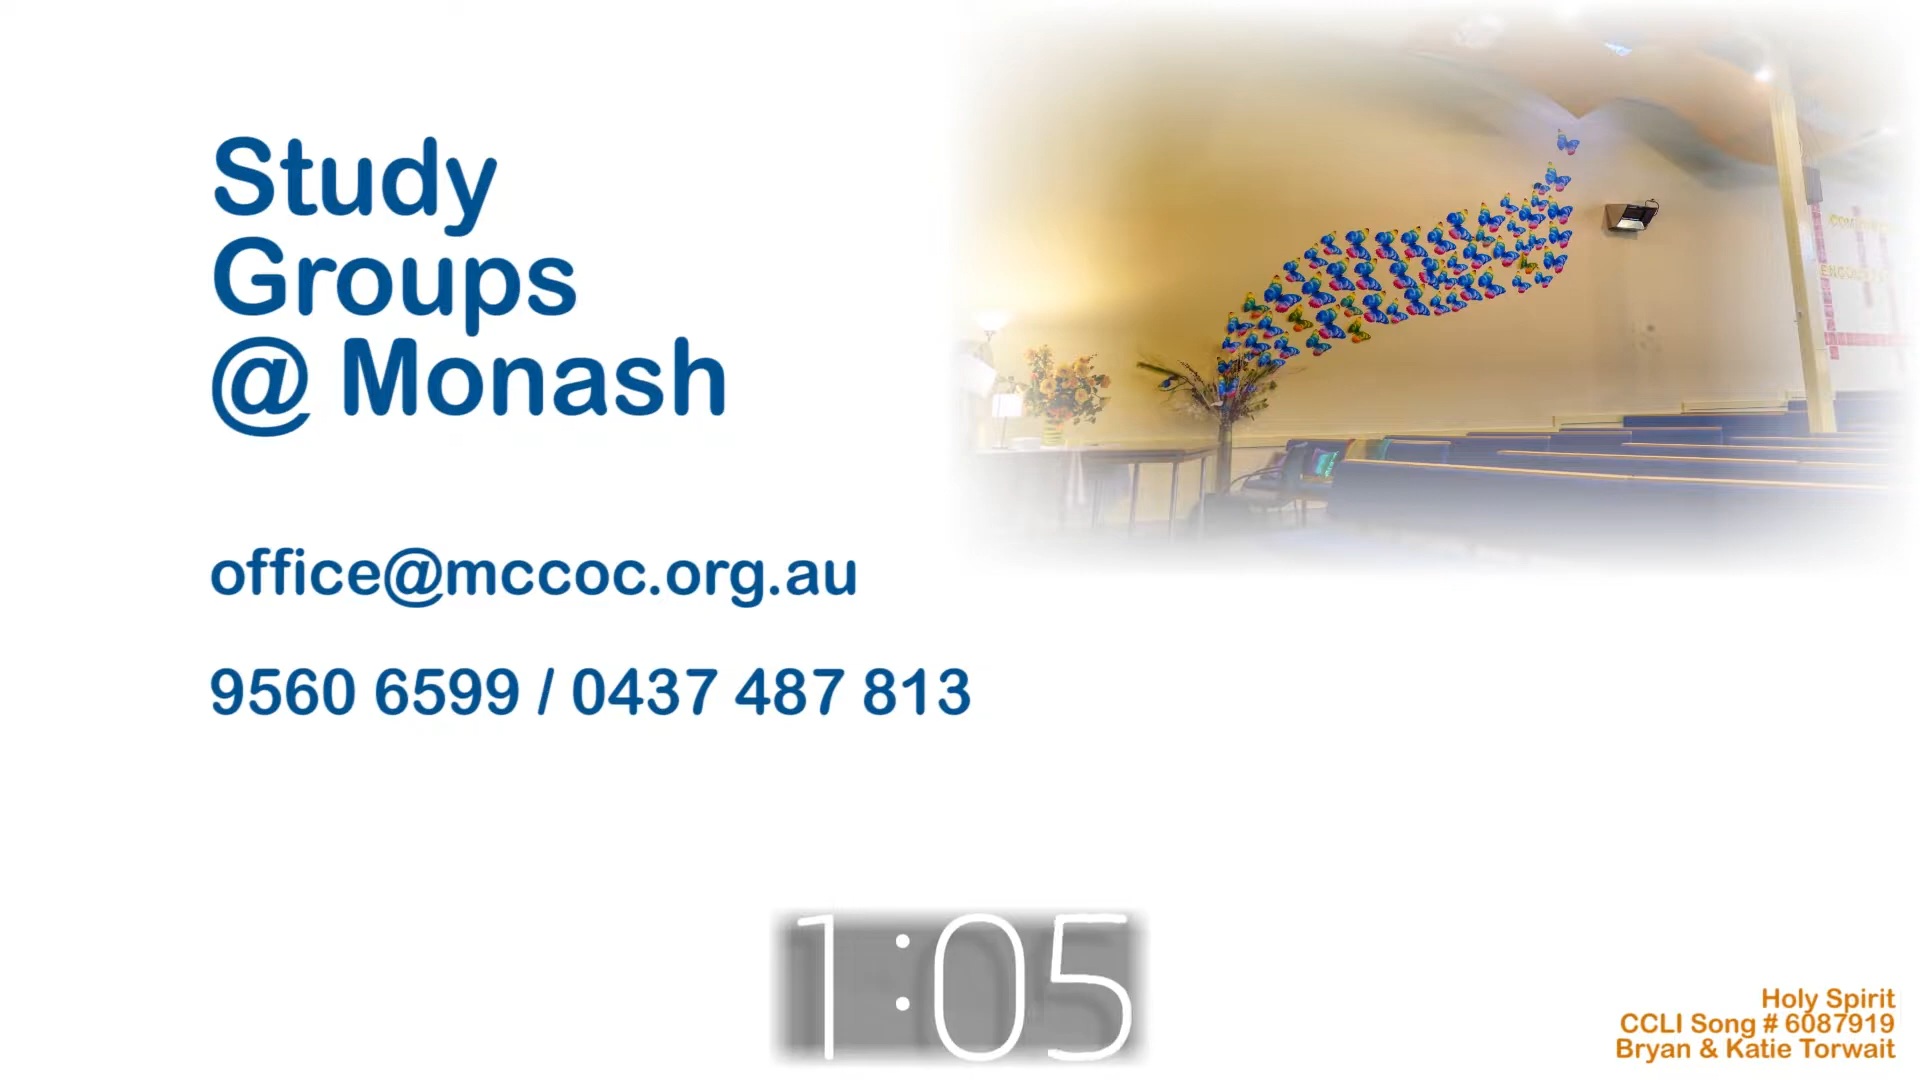 Study
Groups
@ Monash
office@mccoc.org.au
9560 6599 / 0437 487 813
1:05
Holy Spirit
CCLI Song # 6087919
Bryan & Katie Torwait